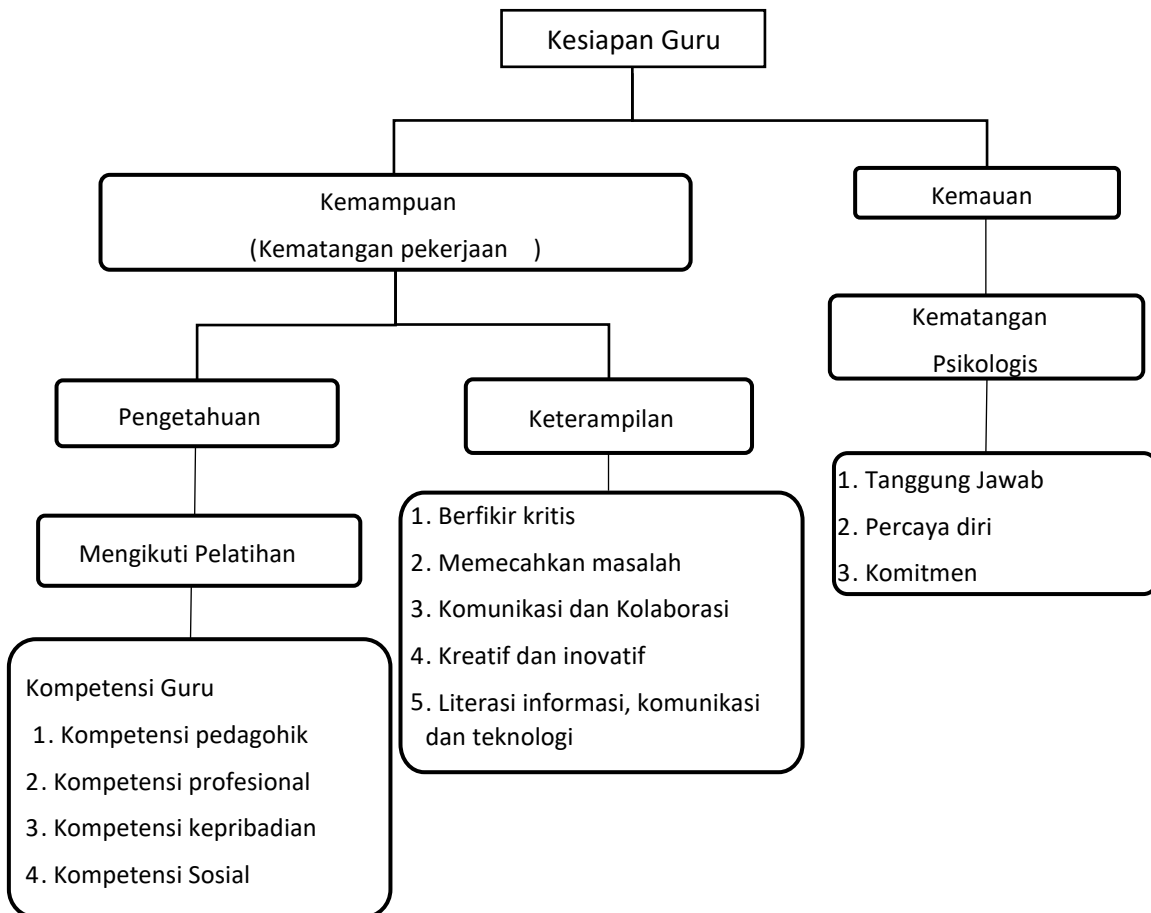 Kesiapan Guru
Kemampuan
(Kematangan pekerjaan )
Kemauan
Kematangan
Psikologis
Pengetahuan
Keterampilan
1. Tanggung Jawab
2. Percaya diri
3. Komitmen
Mengikuti Pelatihan
1. Berfikir kritis
2. Memecahkan masalah
3. Komunikasi dan Kolaborasi
4. Kreatif dan inovatif
5. Literasi informasi, komunikasi
dan teknologi
Kompetensi Guru
1. Kompetensi pedagohik
2. Kompetensi profesional
3. Kompetensi kepribadian
4. Kompetensi Sosial